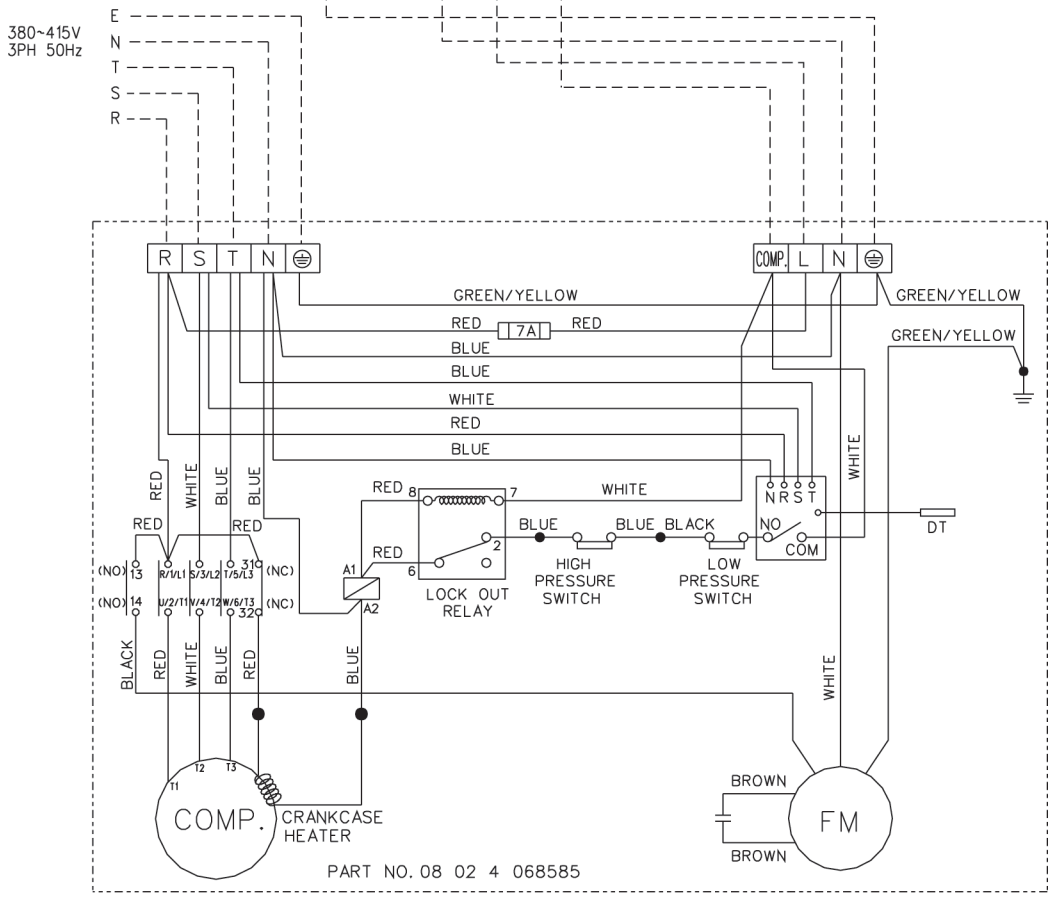 E
380~415V
3PH 50Hz
N
T
S
R
R S T N
COMP. L N
GREEN/YELLOW
GREEN/YELLOW
RED 7A RED
GREEN/YELLOW
BLUE
BLUE
WHITE
RED
BLUE
WHITE
RED
WHITE
BLUE
BLUE
RED 8 7 WHITE
N R S T
RED RED
BLUE BLUE BLACK NO
DT
2
COM
RED
6
(NO) 13 R/1/L1 S/3/L2 T/5/L3 31 (NC)
A1
HIGH
PRESSURE
SWITCH
LOW
PRESSURE
SWITCH
LOCK OUT
RELAY
(NO) 14 U/2/T1 V/4/T2 W/6/T3 32 (NC)
A2
BLACK
RED
WHITE
BLUE
RED
BLUE
WHITE
T1 T2 T3
COMP.
CRANKCASE
HEATER
BROWN
FM
BROWN
PART NO. 08 02 4 068585